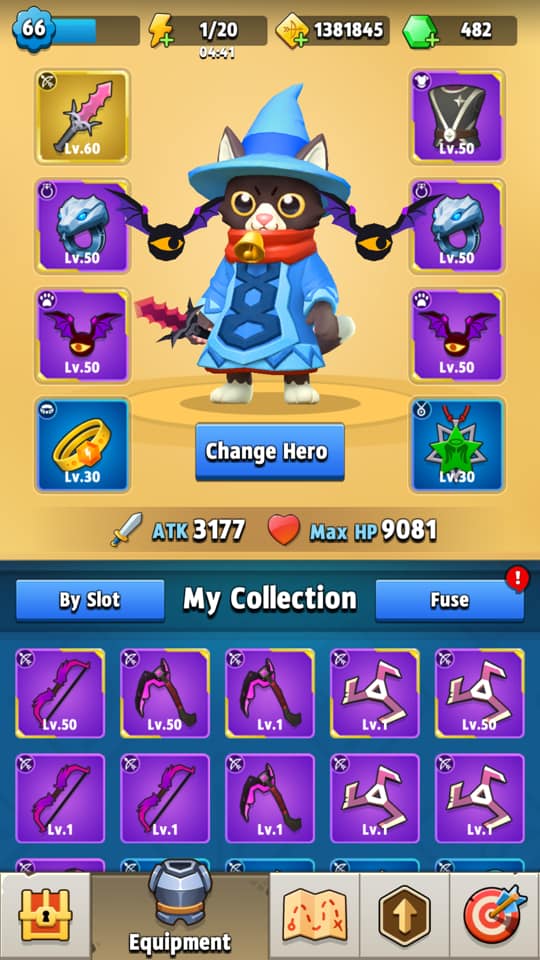 66
1/20
1381845
482
04:41
Lv.60
Lv.50
Lv.50
Lv.50
Lv.50
Lv.50
Lv.30
Lv.30
Change Hero
ATK 3177
Max HP 9081
By Slot
My Collection
Fuse
!
Lv.50
Lv.50
Lv.1
Lv.1
Lv.50
Lv.1
Lv.1
Lv.1
Lv.1
Lv.1
Equipment